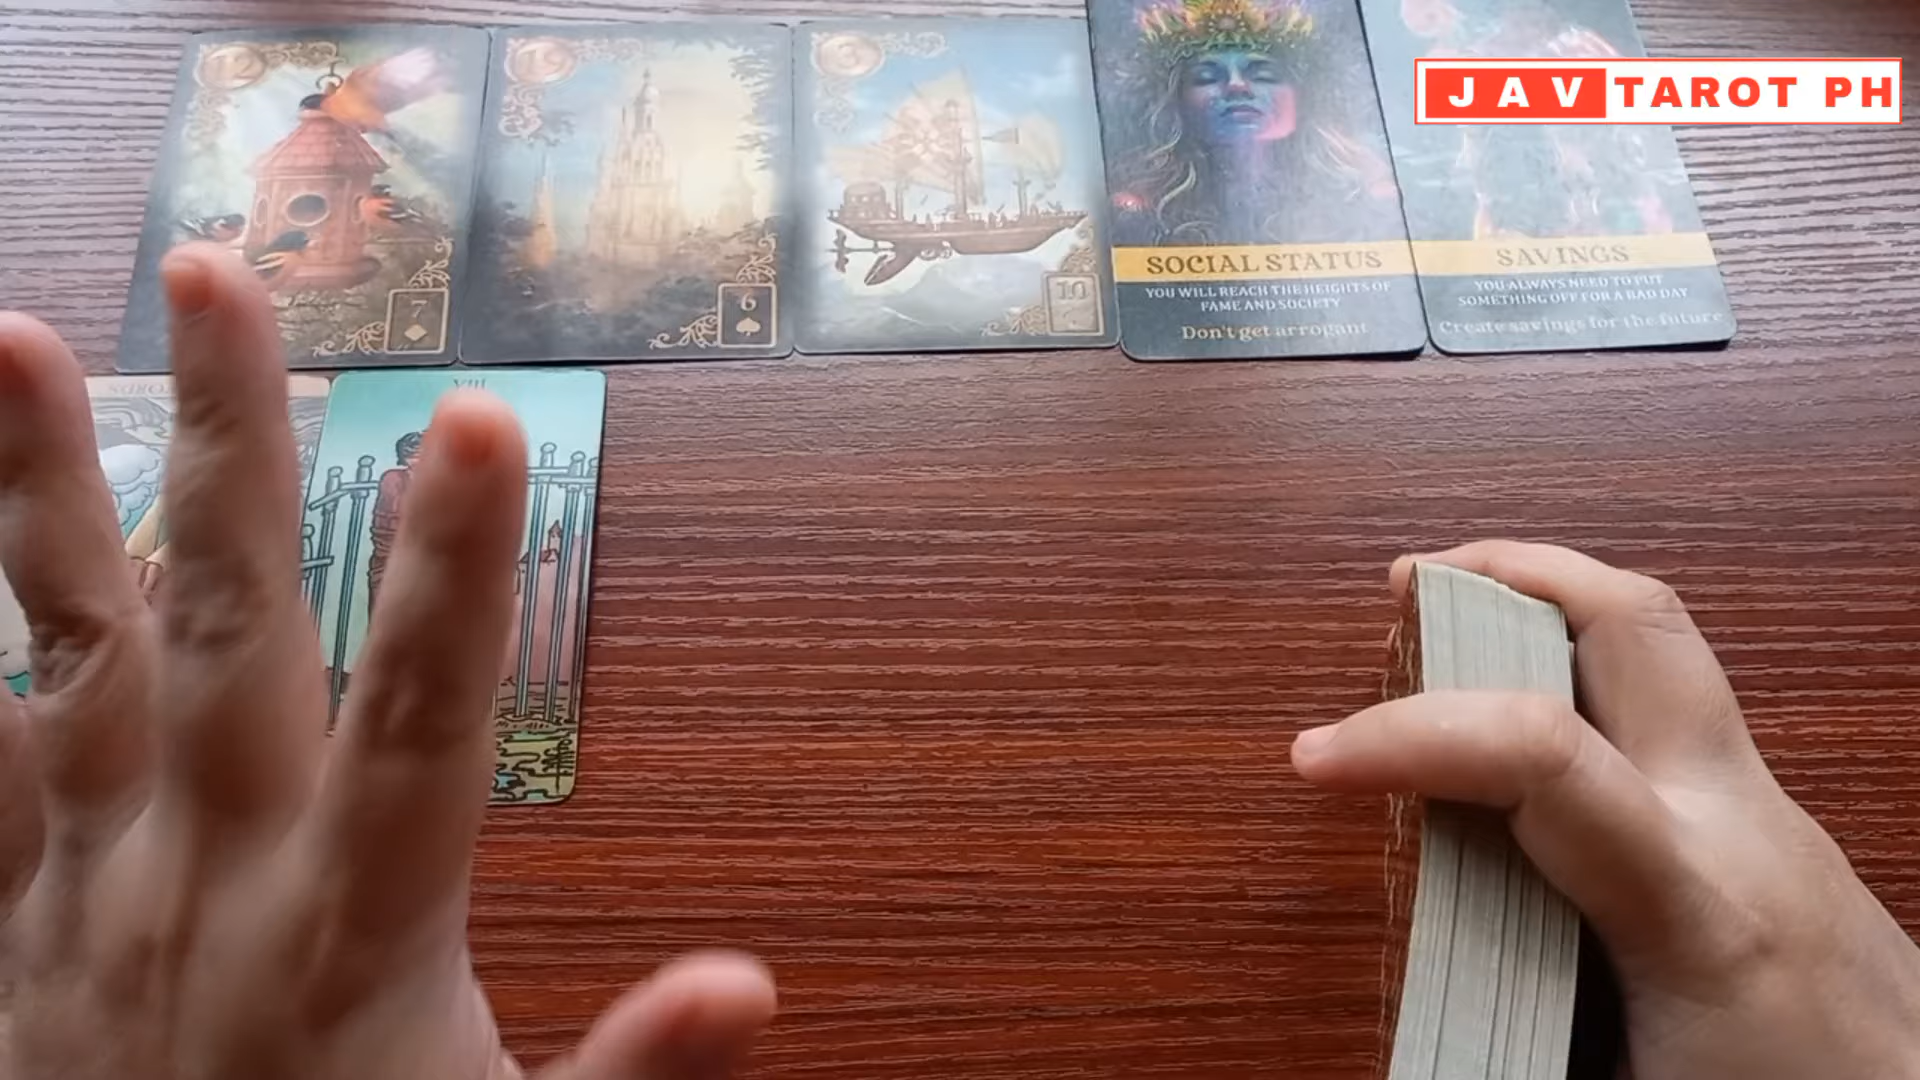 JAV TAROT PH
12
19
3
7
6
10
SOCIAL STATUS
YOU WILL REACH THE HEIGHTS OF
FAME AND SOCIETY
Don't get arrogant
SAVINGS
YOU ALWAYS NEED TO PUT
SOMETHING OFF FOR A BAD DAY
Create savings for the future
VIII